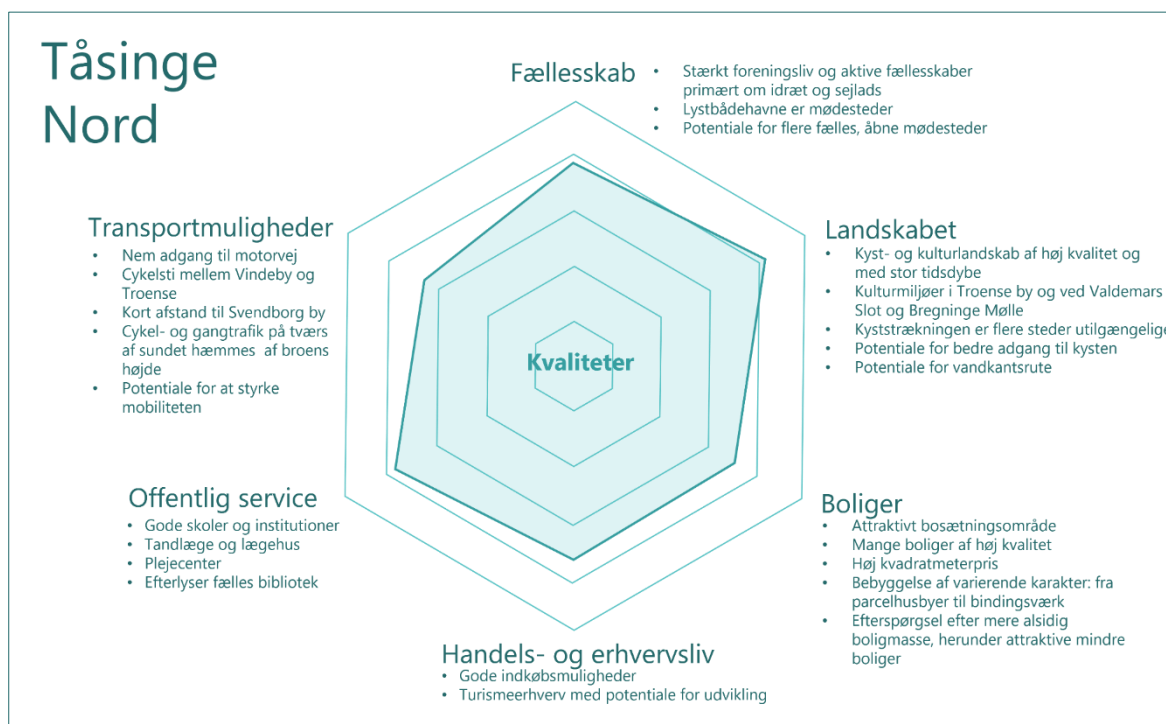 Tåsinge
Nord
Fællesskab
• Stærkt foreningsliv og aktive fællesskaber
primært om idræt og sejlads
• Lystbådehavne er mødesteder
• Potentiale for flere fælles, åbne mødesteder
Transportmuligheder
• Nem adgang til motorvej
• Cykelsti mellem Vindeby og
Troense
• Kort afstand til Svendborg by
• Cykel- og gangtrafik på tværs
af sundet hæmmes af broens
højde
• Potentiale for at styrke
mobiliteten
Landskabet
• Kyst- og kulturlandskab af høj kvalitet og
med stor tidsdybe
• Kulturmiljøer i Troense by og ved Valdemars
Slot og Bregninge Mølle
• Kyststrækningen er flere steder utilgængelige
• Potentiale for bedre adgang til kysten
• Potentiale for vandkantsrute
Kvaliteter
Offentlig service
• Gode skoler og institutioner
• Tandlæge og lægehus
• Plejecenter
• Efterlyser fælles bibliotek
Boliger
• Attraktivt bosætningsområde
• Mange boliger af høj kvalitet
• Høj kvadratmeterpris
• Bebyggelse af varierende karakter: fra
parcelhusbyer til bindingsværk
• Efterspørgsel efter mere alsidig
boligmasse, herunder attraktive mindre
boliger
Handels- og erhvervsliv
• Gode indkøbsmuligheder
• Turismeerhverv med potentiale for udvikling